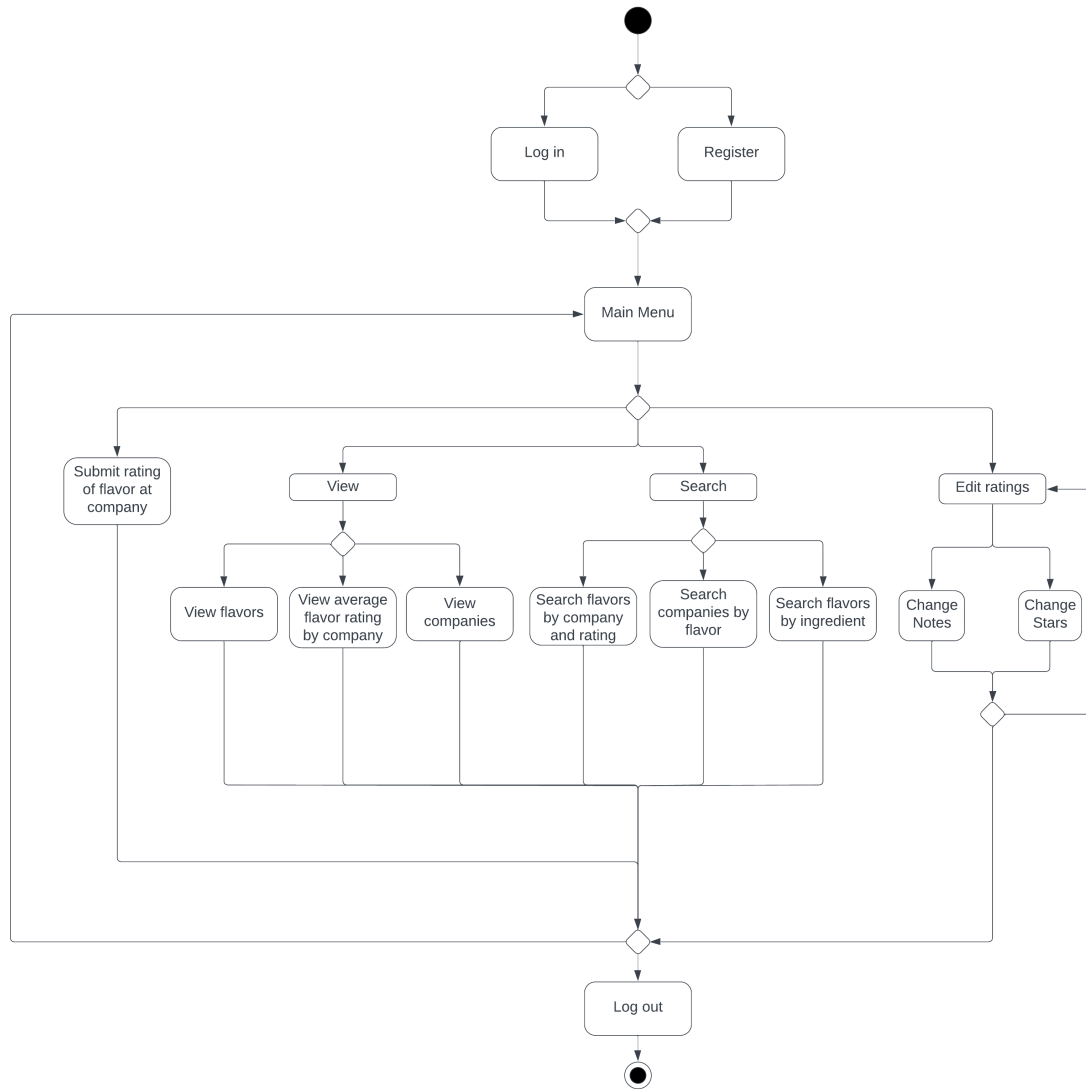 Log in
Register
Main Menu
Submit rating
of flavor at
company
View
Search
Edit ratings
View flavors
View average
flavor rating
by company
View
companies
Search flavors
by company
and rating
Search
companies by
flavor
Search flavors
by ingredient
Change
Notes
Change
Stars
Log out